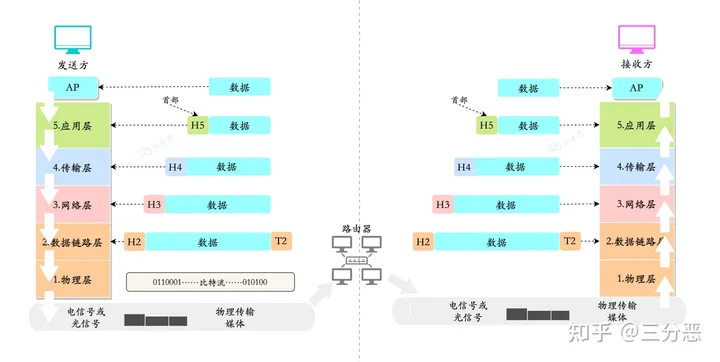 发送方
AP
数据
首部
5.应用层
H5
数据
4.传输层
H4
数据
3.网络层
H3
数据
2.数据链路层
H2
数据
T2
1.物理层
0110001……比特流……010100
电信号或
光信号
物理传输
媒体
路由器
接收方
数据
AP
首部
H5
数据
5.应用层
H4
数据
4.传输层
H3
数据
3.网络层
H2
数据
T2
2.数据链路层
1.物理层
电信号或
光信号
物理传输
媒体
知乎 @三分恶